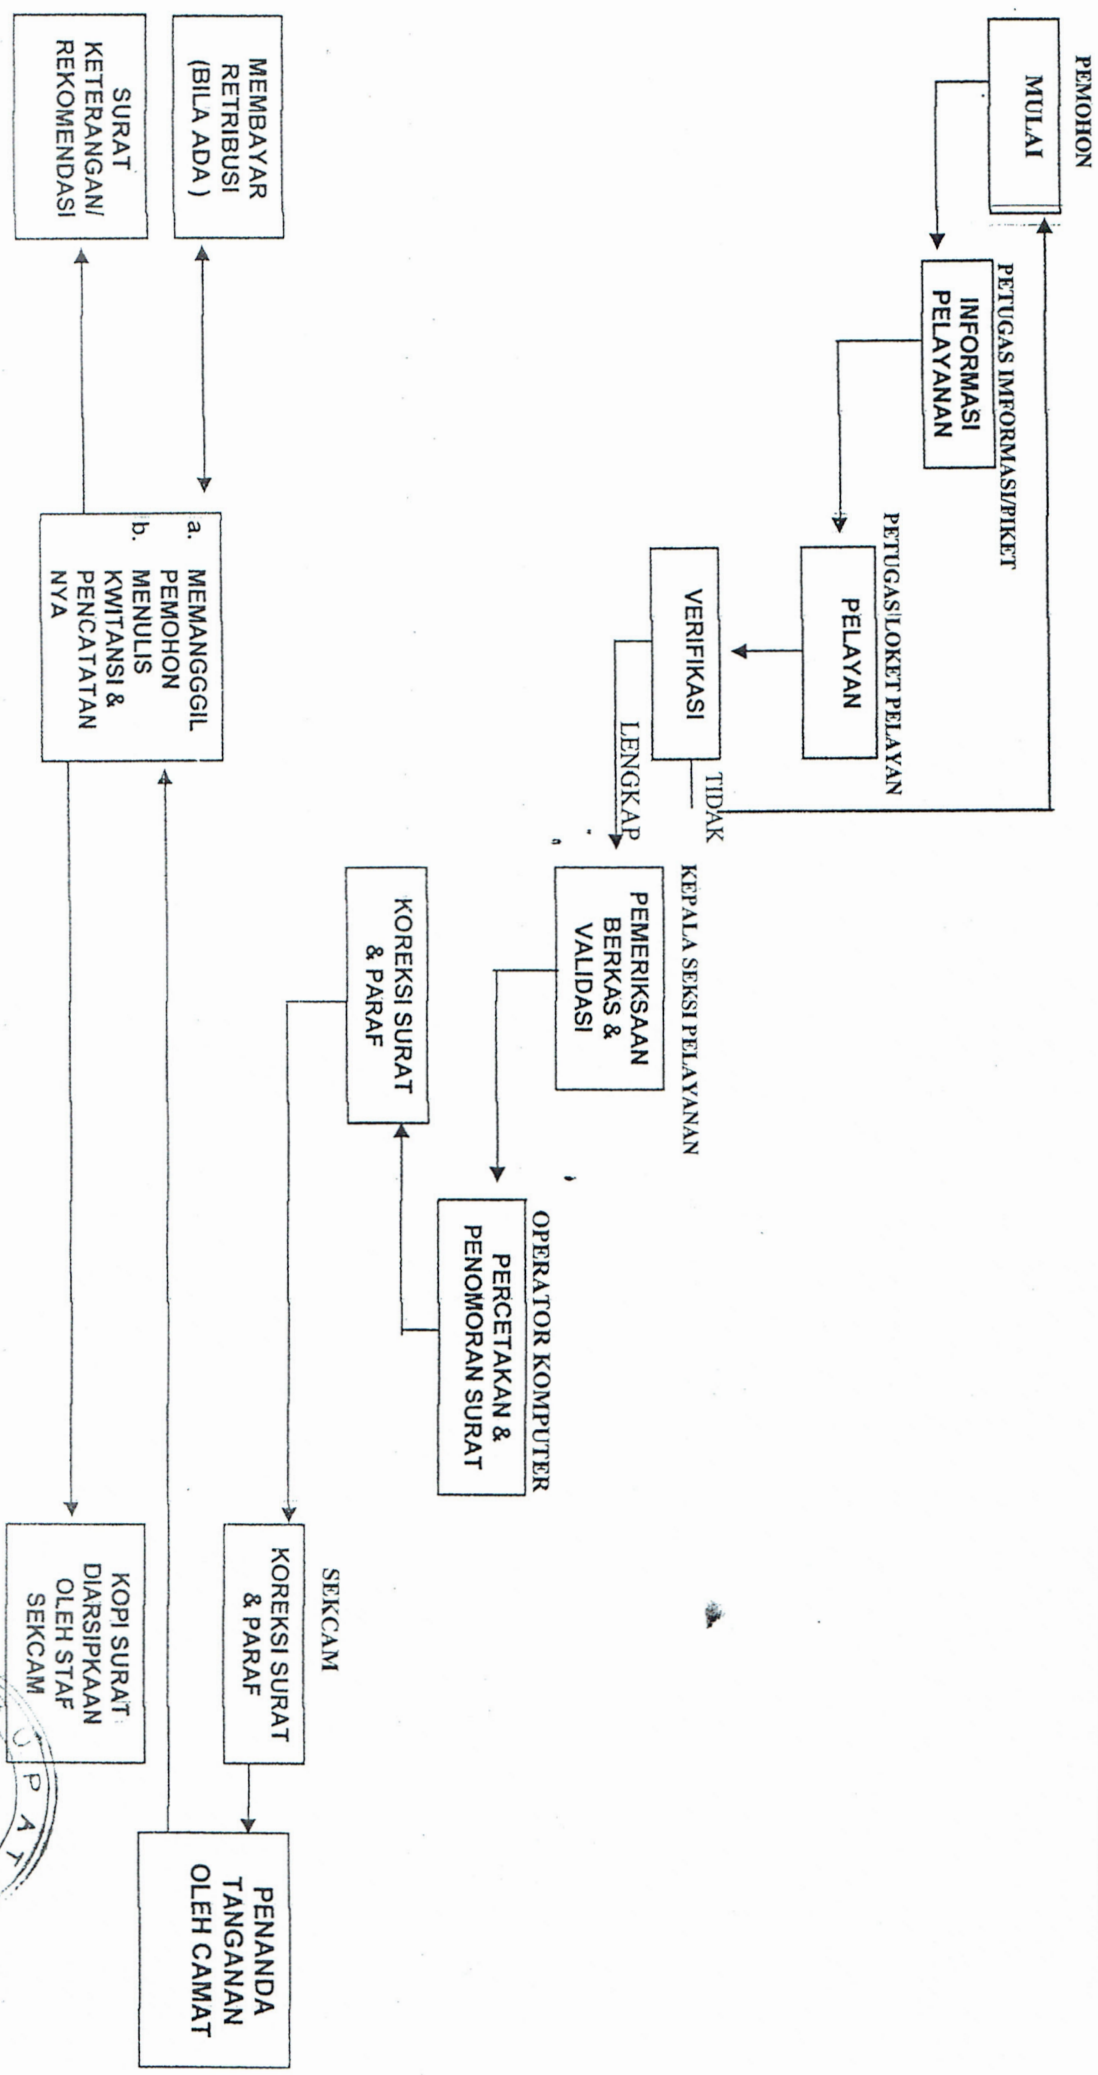 PEMOHON
MULAI
PETUGAS IMFORMASI/PIKET
INFORMASI
PELAYANAN
PETUGAS LOKET PELAYAN
PELAYAN
VERIFIKASI
TIDAK
LENGKAP
KEPALA SEKSI PELAYANAN
PEMERIKSAAN
BERKAS &
VALIDASI
OPERATOR KOMPUTER
PERCETAKAN &
PENOMORAN SURAT
KOREKSI SURAT
& PARAF
SEKCAM
KOREKSI SURAT
& PARAF
PENANDA
TANGANAN
OLEH CAMAT
MEMBAYAR
RETRIBUSI
(BILA ADA )
a. MEMANGGGIL
PEMOHON
b. MENULIS
KWITANSI &
PENCATATAN
NYA
SURAT
KETERANGAN/
REKOMENDASI
KOPI SURAT
DIARSIPKAAN
OLEH STAF
SEKCAM
UPAT